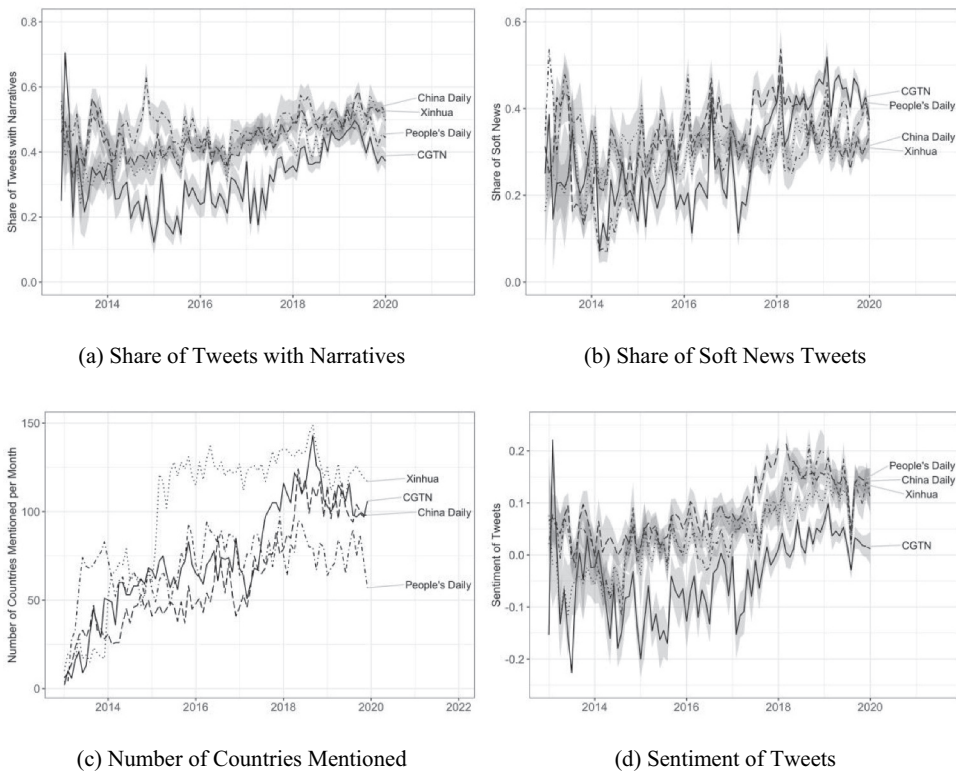 Share of Tweets with Narratives
0.8
0.6
0.4
0.2
0.0
China Daily
Xinhua
People's Daily
CGTN
2014 2016 2018 2020
(a) Share of Tweets with Narratives
Share of Soft News
0.6
0.4
0.2
0.0
CGTN
People's Daily
China Daily
Xinhua
2014 2016 2018 2020
(b) Share of Soft News Tweets
Number of Countries Mentioned per Month
150
100
50
0
Xinhua
CGTN
China Daily
People's Daily
2014 2016 2018 2020 2022
(c) Number of Countries Mentioned
Sentiment of Tweets
0.2
0.1
0.0
-0.1
-0.2
People's Daily
China Daily
Xinhua
CGTN
2014 2016 2018 2020
(d) Sentiment of Tweets